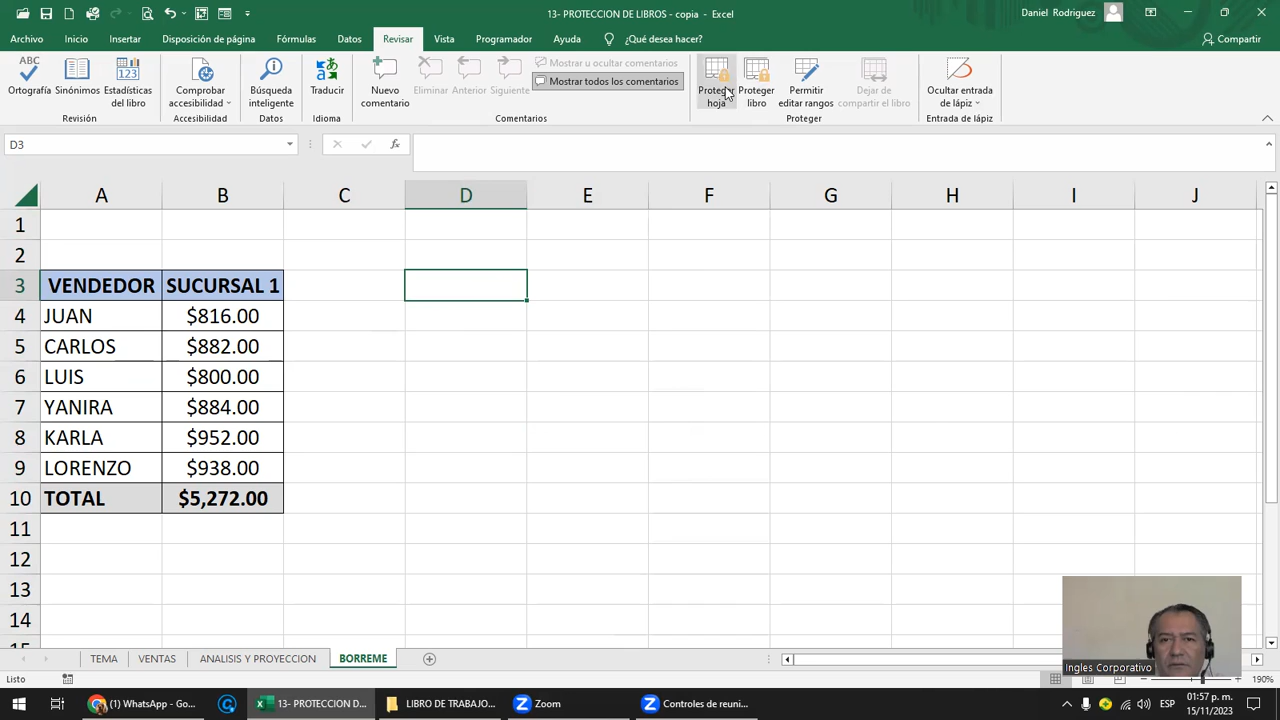 13- PROTECCION DE LIBROS - copia - Excel
Daniel Rodriguez
Archivo Inicio Insertar Disposición de página Fórmulas Datos Revisar Vista Programador Ayuda ¿Qué desea hacer? Compartir
ABC
Ortografía
Sinónimos
123
Estadísticas
del libro
Revisión
Comprobar
accesibilidad
Accesibilidad
Búsqueda
inteligente
Datos
Traducir
Idioma
Nuevo
comentario
Eliminar
Anterior
Siguiente
Mostrar u ocultar comentarios
Mostrar todos los comentarios
Comentarios
Proteger
hoja
Proteger
libro
Permitir
editar rangos
Dejar de
compartir el libro
Proteger
Ocultar entrada
de lápiz
Entrada de lápiz
D3
fx
A B C D E F G H I J
1
2
3 VENDEDOR SUCURSAL 1
4 JUAN $816.00
5 CARLOS $882.00
6 LUIS $800.00
7 YANIRA $884.00
8 KARLA $952.00
9 LORENZO $938.00
10 TOTAL $5,272.00
11
12
13
14
15
Ingles Corporativo
TEMA VENTAS ANALISIS Y PROYECCION BORREME
Listo
190%
(1) WhatsApp - Go...
13- PROTECCION D...
LIBRO DE TRABAJO...
Zoom
Controles de reuni...
ESP
01:57 p. m.
15/11/2023